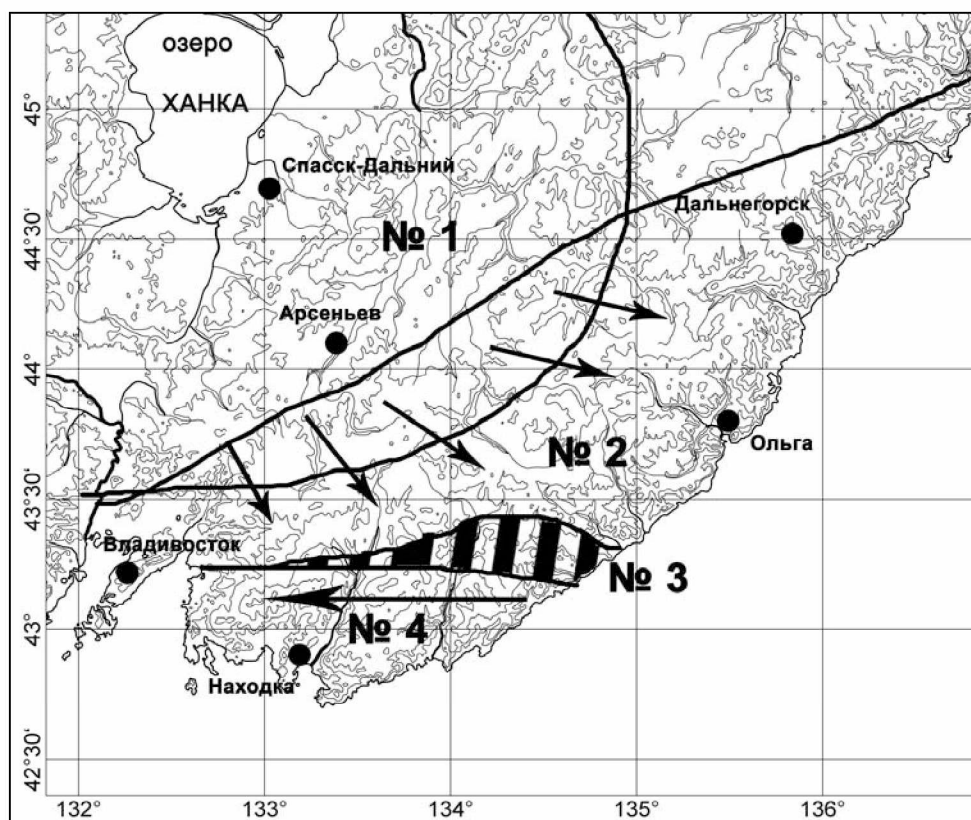 озеро
ХАНКА
45°
Спасск-Дальний
Дальнегорск
№ 1
44°30‘
Арсеньев
44°
№ 2
Ольга
43°30‘
Владивосток
№ 3
43°
№ 4
Находка
42°30‘
132°
133°
134°
135°
136°